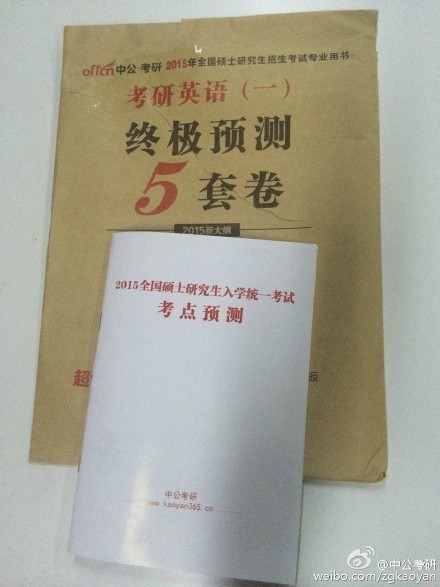 offcn 中公·考研 2015年全国硕士研究生招生考试专业用书
考研英语（一）
终极预测
5套卷
2015新大纲
超
版
2015全国硕士研究生入学统一考试
考点预测
中公考研
www.kaoyan365.cn
@中公考研
weibo.com/zgkaoyan